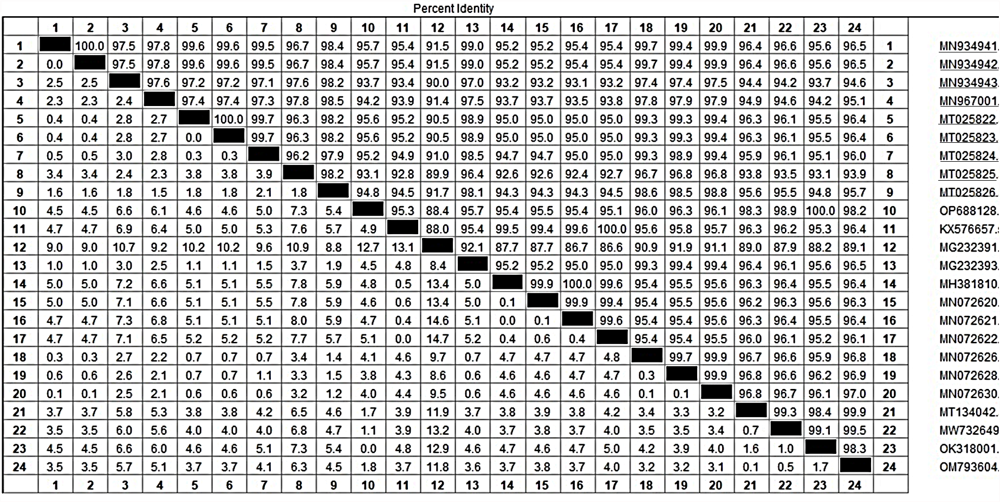 Percent Identity
1 2 3 4 5 6 7 8 9 10 11 12 13 14 15 16 17 18 19 20 21 22 23 24
1 100.0 97.5 97.8 99.6 99.6 99.5 96.7 98.4 95.7 95.4 91.5 99.0 95.2 95.2 95.4 95.4 99.7 99.4 99.9 96.4 96.6 95.6 96.5 1 MN934941.
2 0.0 97.5 97.8 99.6 99.6 99.5 96.7 98.4 95.7 95.4 91.5 99.0 95.2 95.2 95.4 95.4 99.7 99.4 99.9 96.4 96.6 95.6 96.5 2 MN934942.
3 2.5 2.5 97.6 97.2 97.2 97.1 97.6 98.2 93.7 93.4 90.0 97.0 93.2 93.2 93.1 93.2 97.4 97.4 97.5 94.4 94.2 93.7 94.6 3 MN934943.
4 2.3 2.3 2.4 97.4 97.4 97.3 97.8 98.5 94.2 93.9 91.4 97.5 93.7 93.7 93.5 93.8 97.8 97.9 97.9 94.9 94.6 94.2 95.1 4 MN967001.
5 0.4 0.4 2.8 2.7 100.0 99.7 96.3 98.2 95.6 95.2 90.5 98.9 95.0 95.0 95.0 95.0 99.3 99.3 99.4 96.3 96.1 95.5 96.4 5 MT025822.
6 0.4 0.4 2.8 2.7 0.0 99.7 96.3 98.2 95.6 95.2 90.5 98.9 95.0 95.0 95.0 95.0 99.3 99.3 99.4 96.3 96.1 95.5 96.4 6 MT025823.
7 0.5 0.5 3.0 2.8 0.3 0.3 96.2 97.9 95.2 94.9 91.0 98.5 94.7 94.7 95.0 95.0 99.3 98.9 99.4 95.9 96.1 95.1 96.0 7 MT025824.
8 3.4 3.4 2.4 2.3 3.8 3.8 3.9 98.2 93.1 92.8 89.9 96.4 92.6 92.6 92.4 92.7 96.7 96.8 96.8 93.8 93.5 93.1 93.9 8 MT025825.
9 1.6 1.6 1.8 1.5 1.8 1.8 2.1 1.8 94.8 94.5 91.7 98.1 94.3 94.3 94.3 94.5 98.6 98.5 98.8 95.6 95.5 94.8 95.7 9 MT025826.
10 4.5 4.5 6.6 6.1 4.6 4.6 5.0 7.3 5.4 95.3 88.4 95.7 95.4 95.5 95.4 95.1 96.0 96.3 96.1 98.3 98.9 100.0 98.2 10 OP688128.
11 4.7 4.7 6.9 6.4 5.0 5.0 5.3 7.6 5.7 4.9 88.0 95.4 99.5 99.4 99.6 100.0 95.6 95.8 95.7 96.3 96.2 95.3 96.4 11 KX576657.
12 9.0 9.0 10.7 9.2 10.2 10.2 9.6 10.9 8.8 12.7 13.1 92.1 87.7 87.7 86.7 86.6 90.9 91.9 91.1 89.0 87.9 88.2 89.1 12 MG232391.
13 1.0 1.0 3.0 2.5 1.1 1.1 1.5 3.7 1.9 4.5 4.8 8.4 95.2 95.2 95.0 95.0 99.3 99.4 99.4 96.4 96.1 95.6 96.5 13 MG232393.
14 5.0 5.0 7.2 6.6 5.1 5.1 5.5 7.8 5.9 4.8 0.5 13.4 5.0 99.9 100.0 99.6 95.4 95.5 95.6 96.3 96.4 95.5 96.4 14 MH381810.
15 5.0 5.0 7.1 6.6 5.1 5.1 5.5 7.8 5.9 4.6 0.6 13.4 5.0 0.1 99.9 99.4 95.4 95.5 95.6 96.2 96.3 95.6 96.3 15 MN072620.
16 4.7 4.7 7.3 6.8 5.1 5.1 5.1 8.0 5.9 4.7 0.4 14.6 5.1 0.0 0.1 99.6 95.4 95.4 95.6 96.3 96.4 95.5 96.4 16 MN072621.
17 4.7 4.7 7.1 6.5 5.2 5.2 5.2 7.7 5.7 5.1 0.0 14.7 5.2 0.4 0.6 0.4 95.4 95.4 95.5 96.0 96.1 95.2 96.1 17 MN072622.
18 0.3 0.3 2.7 2.2 0.7 0.7 0.7 3.4 1.4 4.1 4.6 9.7 0.7 4.7 4.7 4.7 4.8 99.7 99.9 96.7 96.6 95.9 96.8 18 MN072626.
19 0.6 0.6 2.6 2.1 0.7 0.7 1.1 3.3 1.5 3.8 4.3 8.6 0.6 4.6 4.6 4.7 4.7 0.3 99.9 96.8 96.6 96.2 96.9 19 MN072628.
20 0.1 0.1 2.5 2.1 0.6 0.6 0.6 3.2 1.2 4.0 4.4 9.5 0.6 4.6 4.6 4.6 4.6 0.1 0.1 96.8 96.7 96.1 97.0 20 MN072630.
21 3.7 3.7 5.8 5.3 3.8 3.8 4.2 6.5 4.6 1.7 3.9 11.9 3.7 3.8 3.9 3.8 4.2 3.4 3.3 3.2 99.3 98.4 99.9 21 MT134042.
22 3.5 3.5 6.0 5.6 4.0 4.0 4.0 6.8 4.7 1.1 3.9 13.2 4.0 3.7 3.8 3.7 4.0 3.5 3.5 3.4 0.7 99.1 99.5 22 MW732649
23 4.5 4.5 6.6 6.0 4.6 4.6 5.1 7.3 5.4 0.0 4.8 12.9 4.6 4.7 4.6 4.7 5.0 4.2 3.9 4.0 1.6 1.0 98.3 23 OK318001.
24 3.5 3.5 5.7 5.1 3.7 3.7 4.1 6.3 4.5 1.8 3.7 11.8 3.6 3.7 3.8 3.7 4.0 3.2 3.2 3.1 0.1 0.5 1.7 24 OM793604.
1 2 3 4 5 6 7 8 9 10 11 12 13 14 15 16 17 18 19 20 21 22 23 24